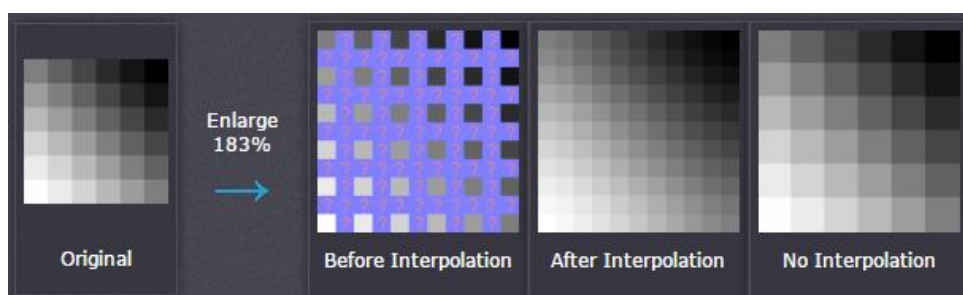 Enlarge
183%
Original
Before Interpolation
After Interpolation
No Interpolation